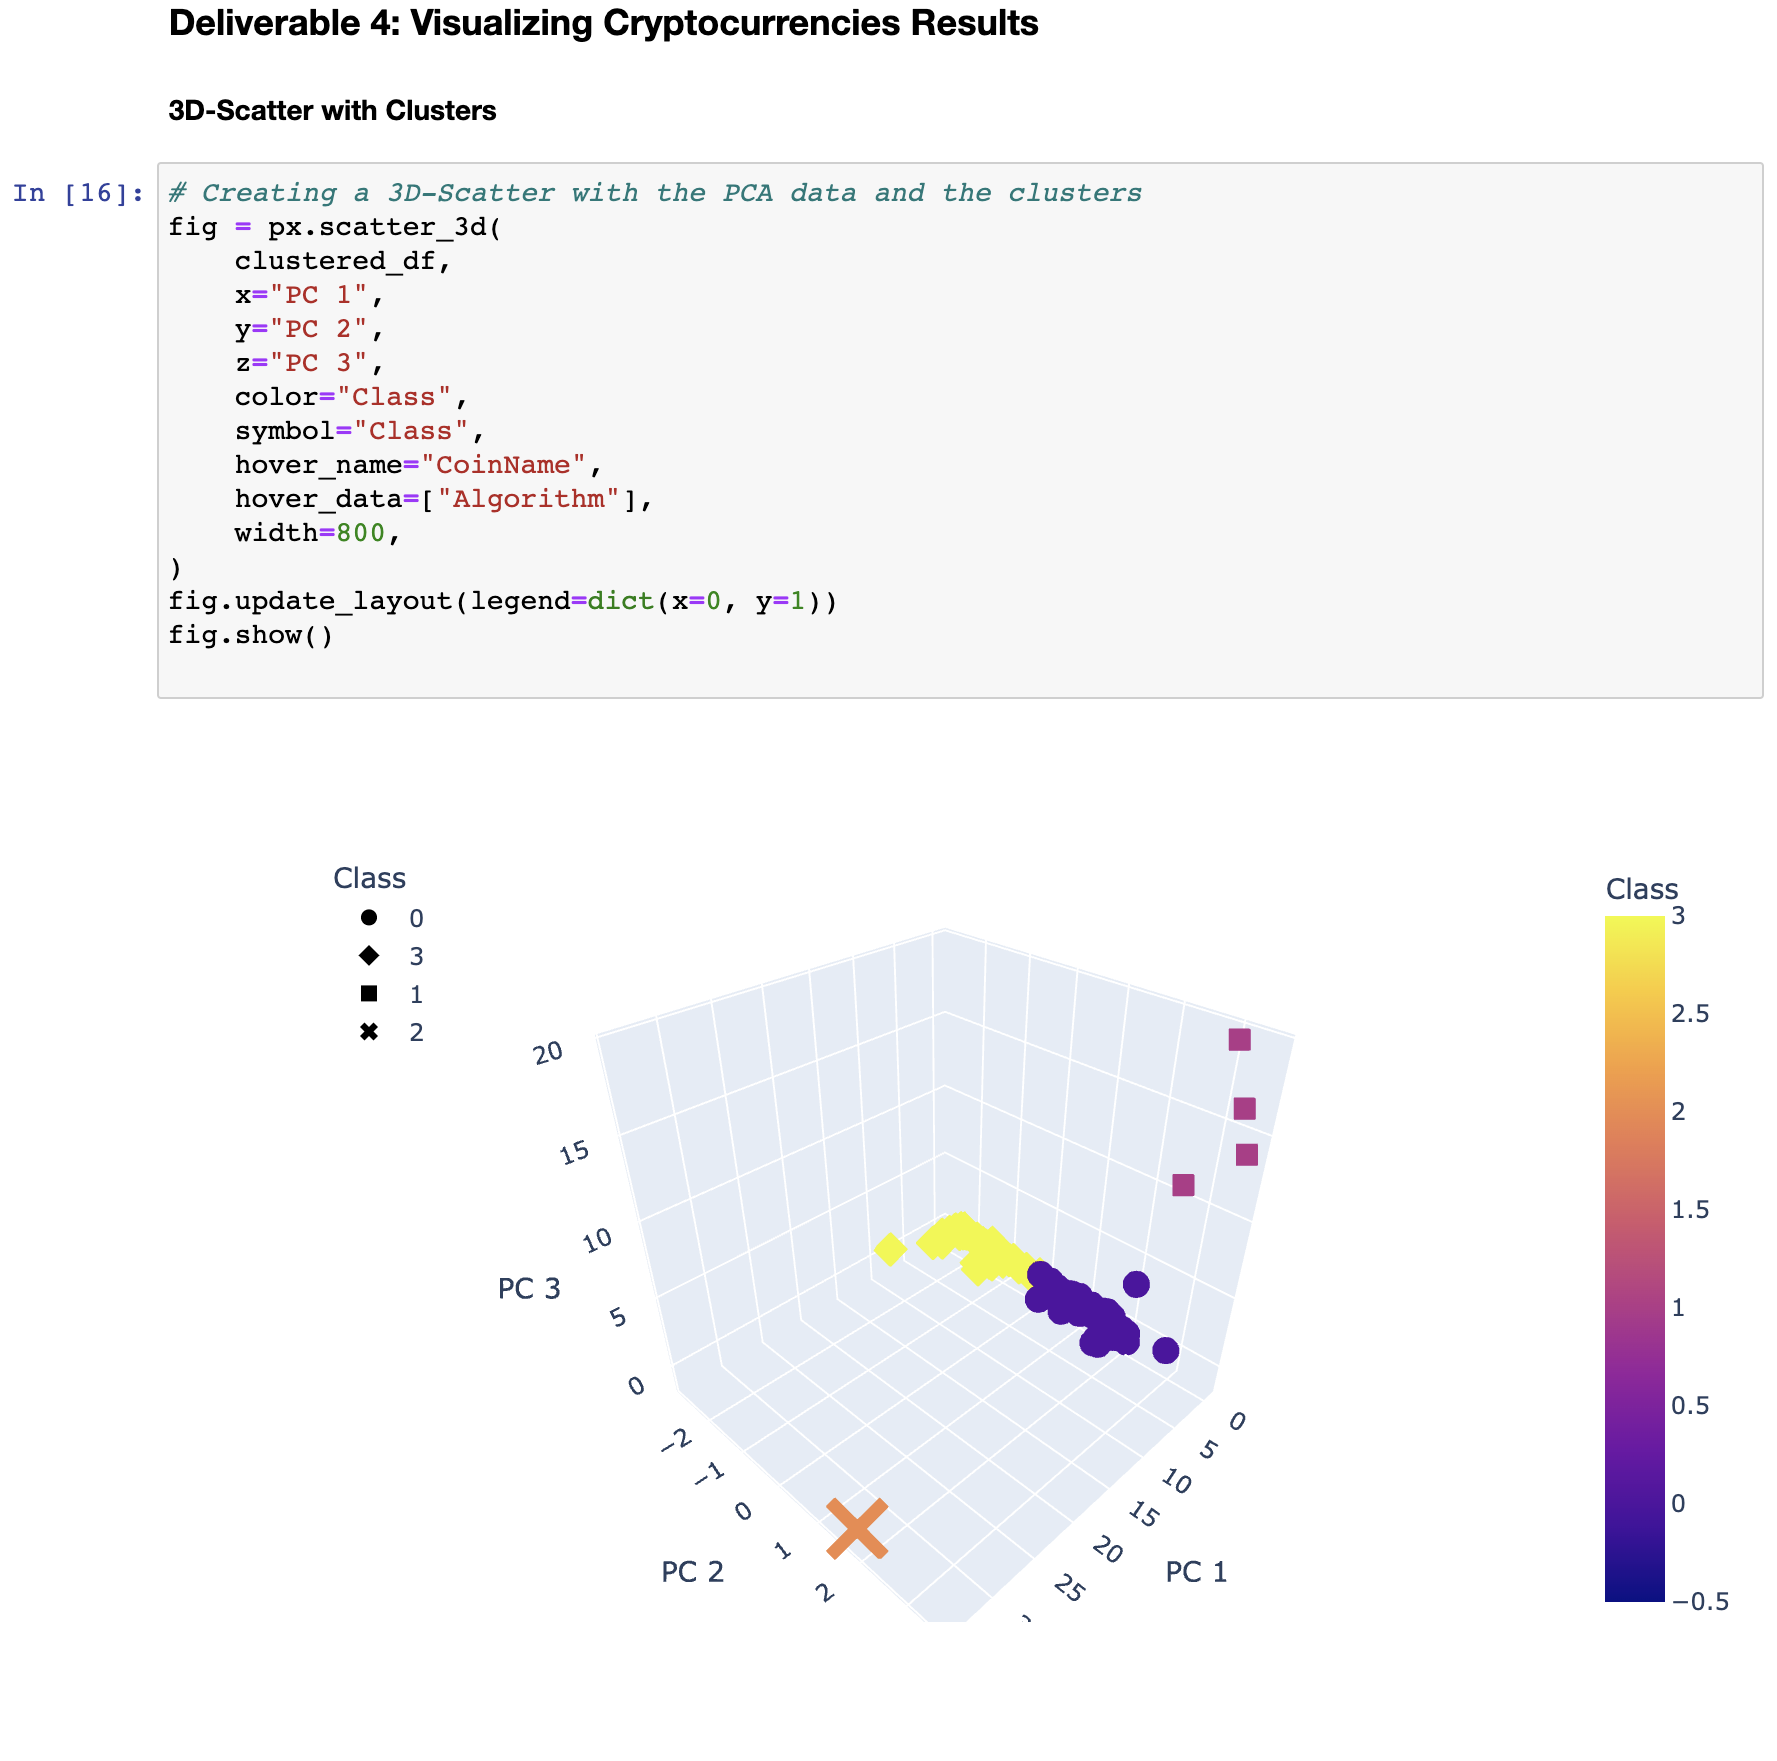 Deliverable 4: Visualizing Cryptocurrencies Results
3D-Scatter with Clusters
In [16]:
# Creating a 3D-Scatter with the PCA data and the clusters
fig = px.scatter_3d(
    clustered_df,
    x="PC 1",
    y="PC 2",
    z="PC 3",
    color="Class",
    symbol="Class",
    hover_name="CoinName",
    hover_data=["Algorithm"],
    width=800,
)
fig.update_layout(legend=dict(x=0, y=1))
fig.show()
Class
0
3
1
2
20
15
10
5
0
PC 3
−2
−1
0
1
2
PC 2
0
5
10
15
20
25
PC 1
Class
3
2.5
2
1.5
1
0.5
0
−0.5